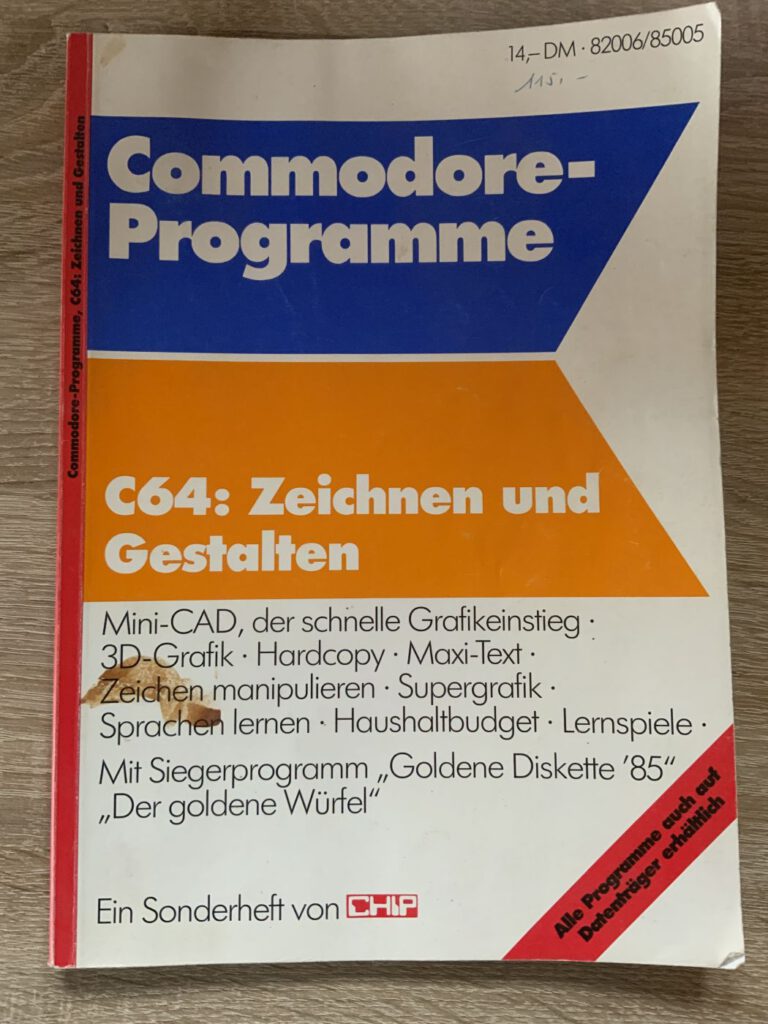 14,– DM · 82006/85005
115,–
Commodore-
Programme
C64: Zeichnen und
Gestalten
Mini-CAD, der schnelle Grafikeinstieg ·
3D-Grafik · Hardcopy · Maxi-Text ·
Zeichen manipulieren · Supergrafik ·
Sprachen lernen · Haushaltbudget · Lernspiele ·
Mit Siegerprogramm „Goldene Diskette ’85“
„Der goldene Würfel“
Ein Sonderheft von CHIP
Alle Programme auch auf
Datenträger erhältlich
Commodore-Programme, C64: Zeichnen und Gestalten